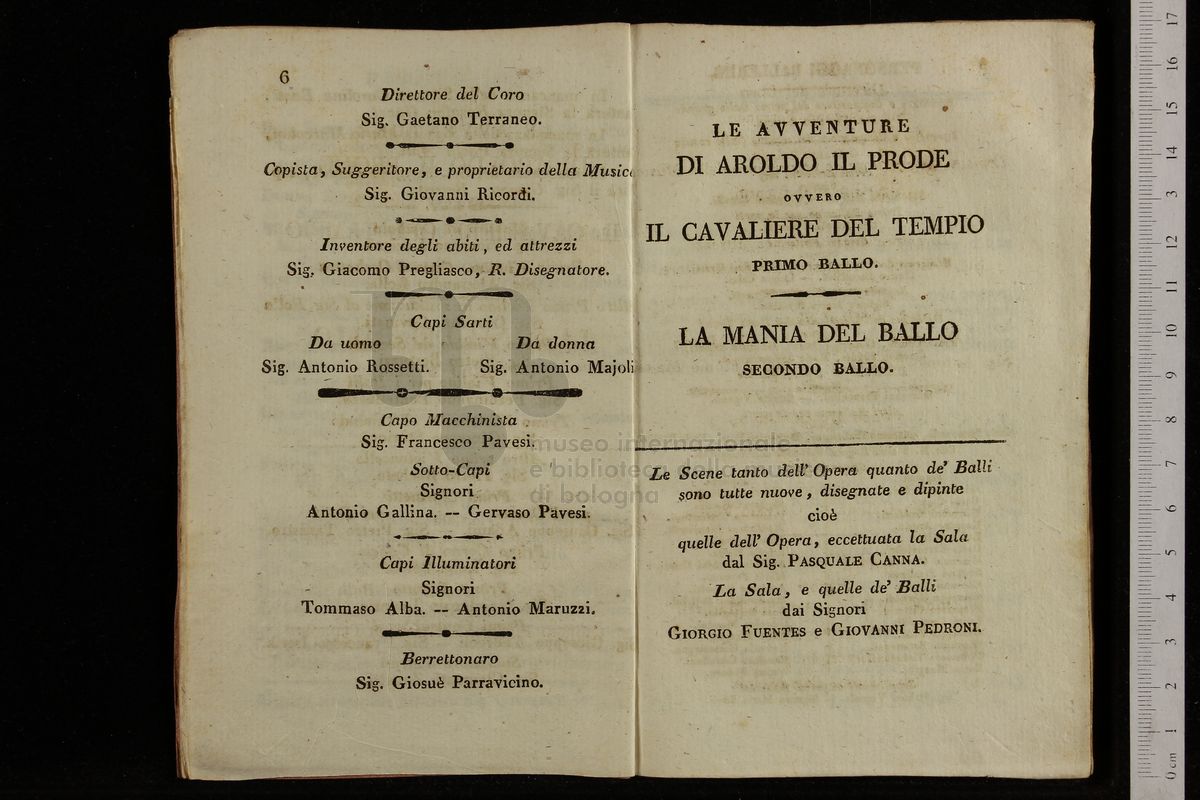 6
Direttore del Coro
Sig. Gaetano Terraneo.
Copista, Suggeritore, e proprietario della Music
Sig. Giovanni Ricordi.
Inventore degli abiti, ed attrezzi
Sig. Giacomo Pregliasco, R. Disegnatore.
Capi Sarti
Da uomo Da donna
Sig. Antonio Rossetti. Sig. Antonio Majoli
Capo Macchinista
Sig. Francesco Pavesi.
Sotto-Capi
Signori
Antonio Gallina. -- Gervaso Pavesi.
Capi Illuminatori
Signori
Tommaso Alba. -- Antonio Maruzzi.
Berrettonaro
Sig. Giosuè Parravicino.
LE AVVENTURE
DI AROLDO IL PRODE
OVVERO
IL CAVALIERE DEL TEMPIO
PRIMO BALLO.
LA MANIA DEL BALLO
SECONDO BALLO.
Le Scene tanto dell' Opera quanto de' Balli
sono tutte nuove, disegnate e dipinte
cioè
quelle dell' Opera, eccettuata la Sala
dal Sig. PASQUALE CANNA.
La Sala, e quelle de' Balli
dai Signori
GIORGIO FUENTES e GIOVANNI PEDRONI.
museo internazionale
e biblioteca della musica
di bologna
0 cm 1 2 3 4 5 6 7 8 9 10 11 12 13 14 15 16 17